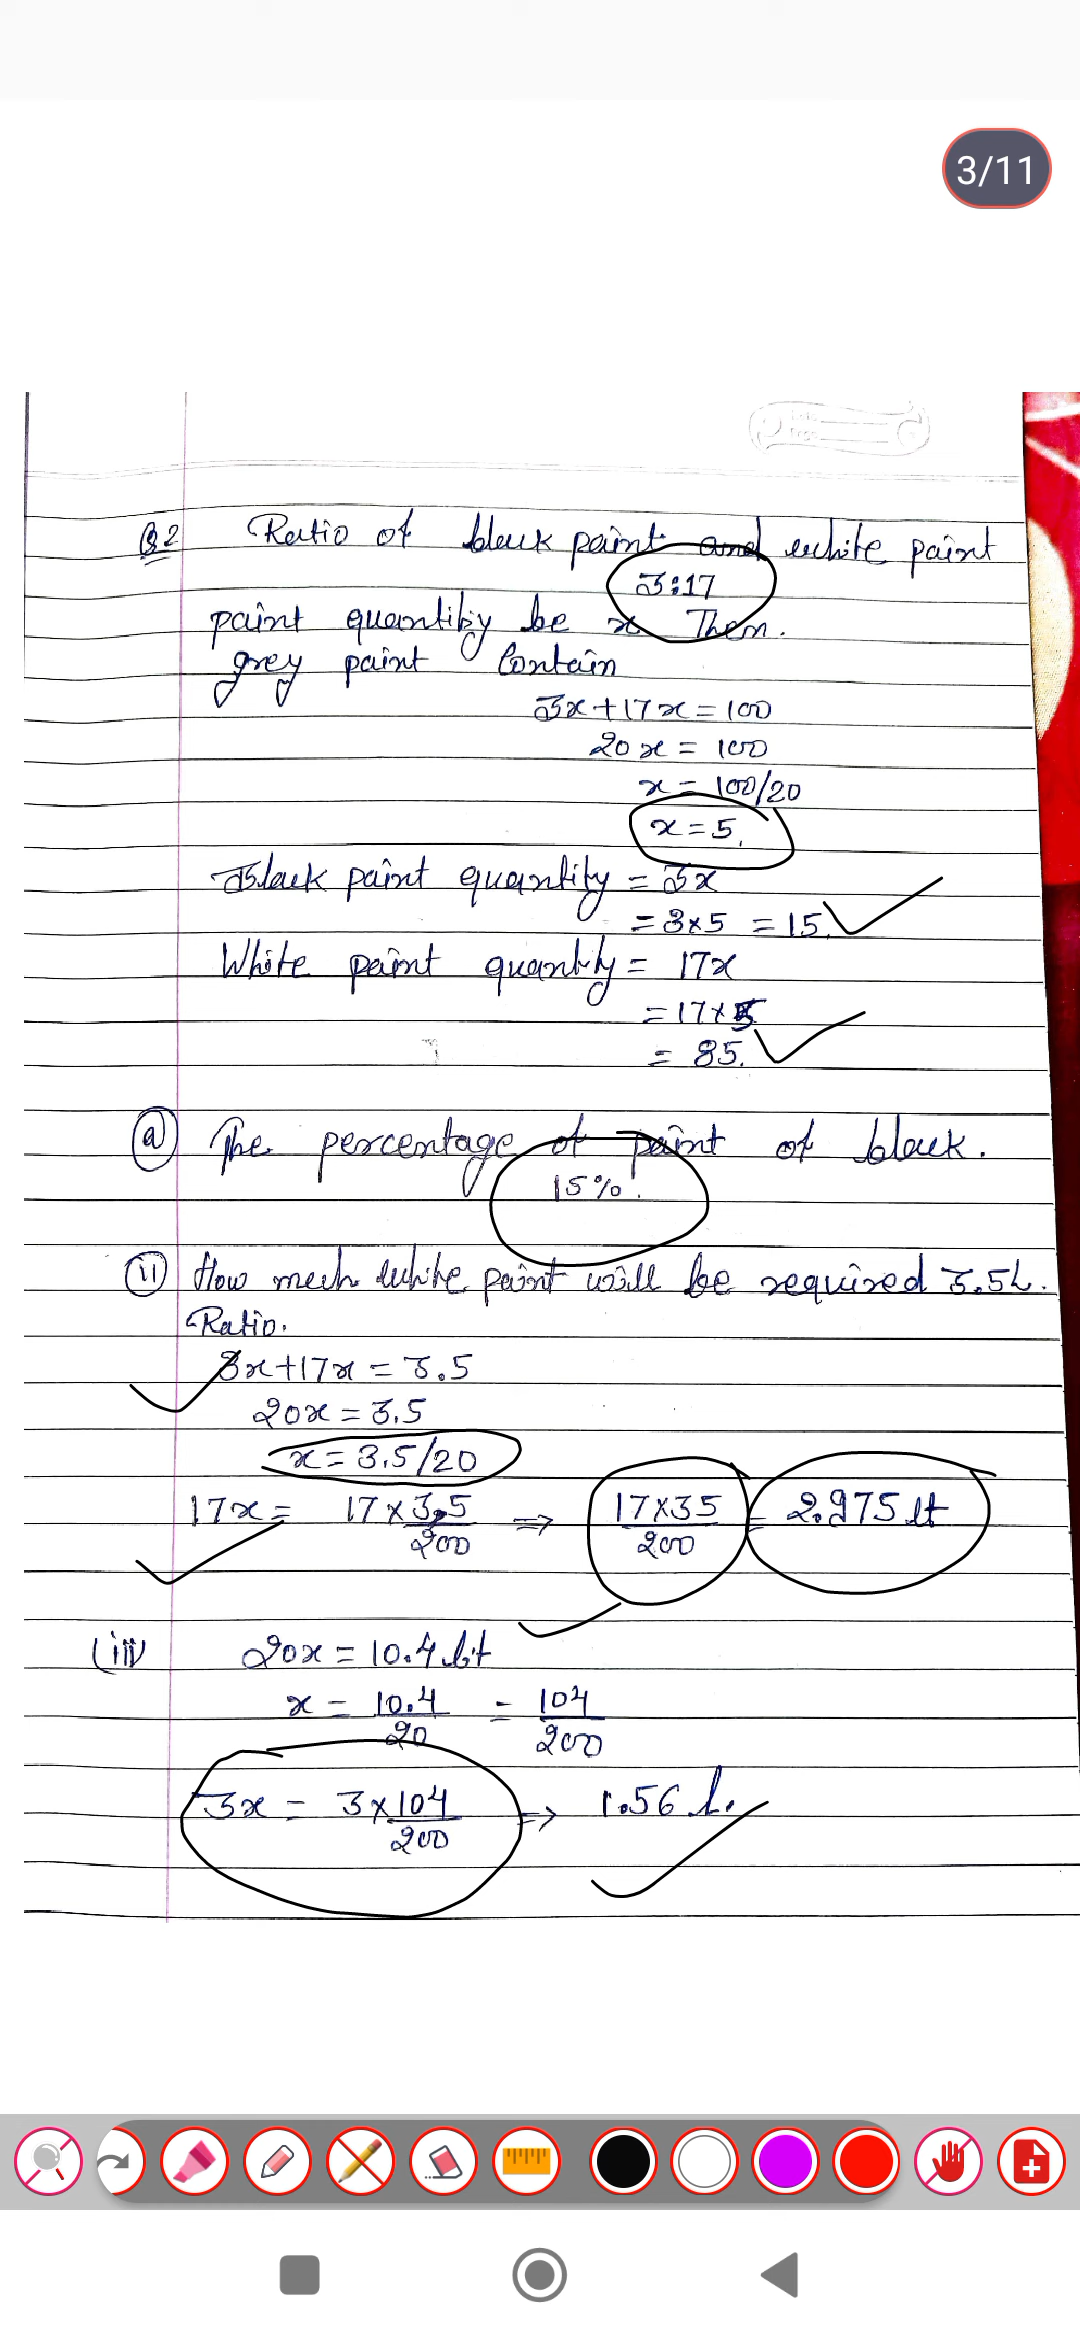 3/11
Q2 Ratio of black paint and white paint
3:17
paint quantity be x Then.
grey paint Contain
3x+17x=100
20x = 100
x = 100/20
x = 5.
Black paint quantity = 3x
= 3x5 = 15.
White paint quantity = 17x
= 17x5
= 85.
(a) The percentage of paint of black.
15%.
(ii) How mech white paint will be required 3.5L.
Ratio.
3x+17x = 3.5
20x = 3.5
x = 3.5/20
17x = 17x3.5/200 => 17x35/200 = 2.975 lt
(iii) 20x = 10.4 lit
x = 10.4/20 = 104/200
3x = 3x104/200 => 1.56 l.